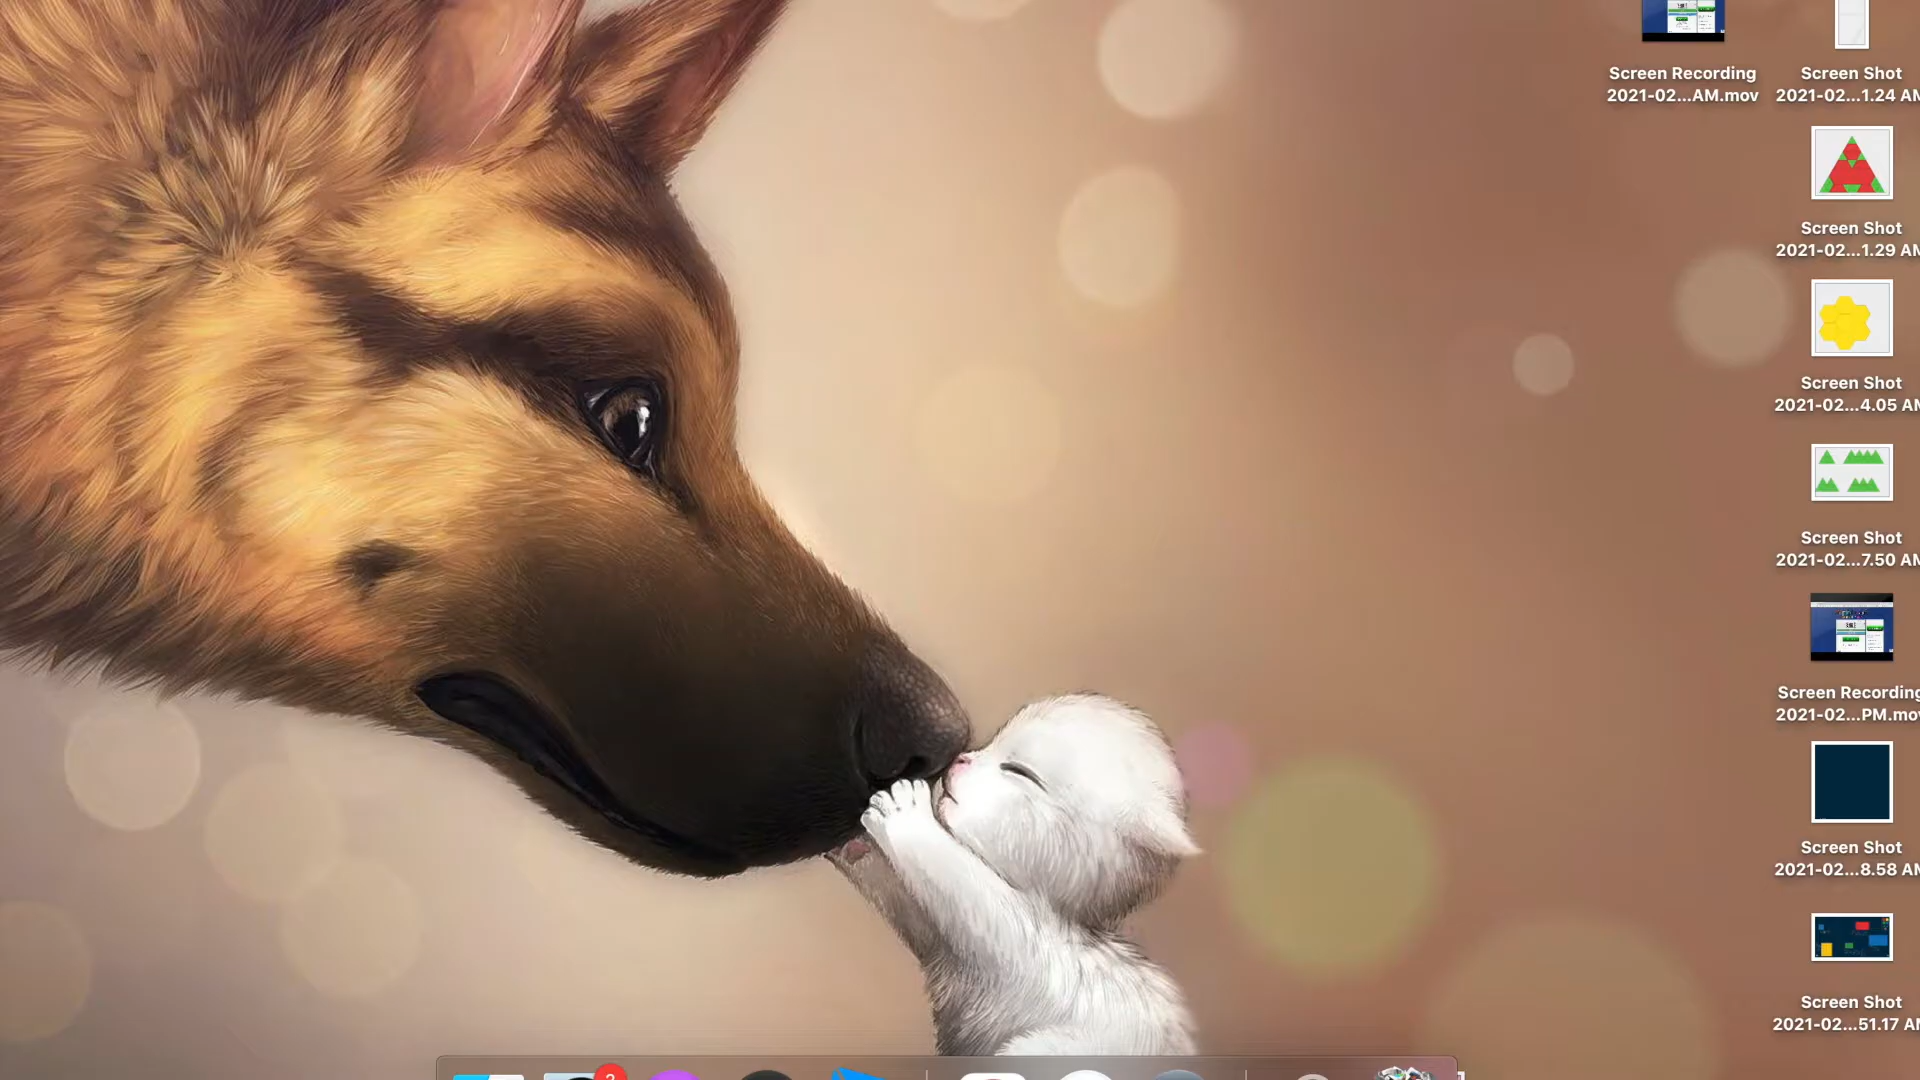 Screen Recording
2021-02...AM.mov
Screen Shot
2021-02...1.24 AM
Screen Shot
2021-02...1.29 AM
Screen Shot
2021-02...4.05 AM
Screen Shot
2021-02...7.50 AM
Screen Recording
2021-02...PM.mov
Screen Shot
2021-02...8.58 AM
Screen Shot
2021-02...51.17 AM